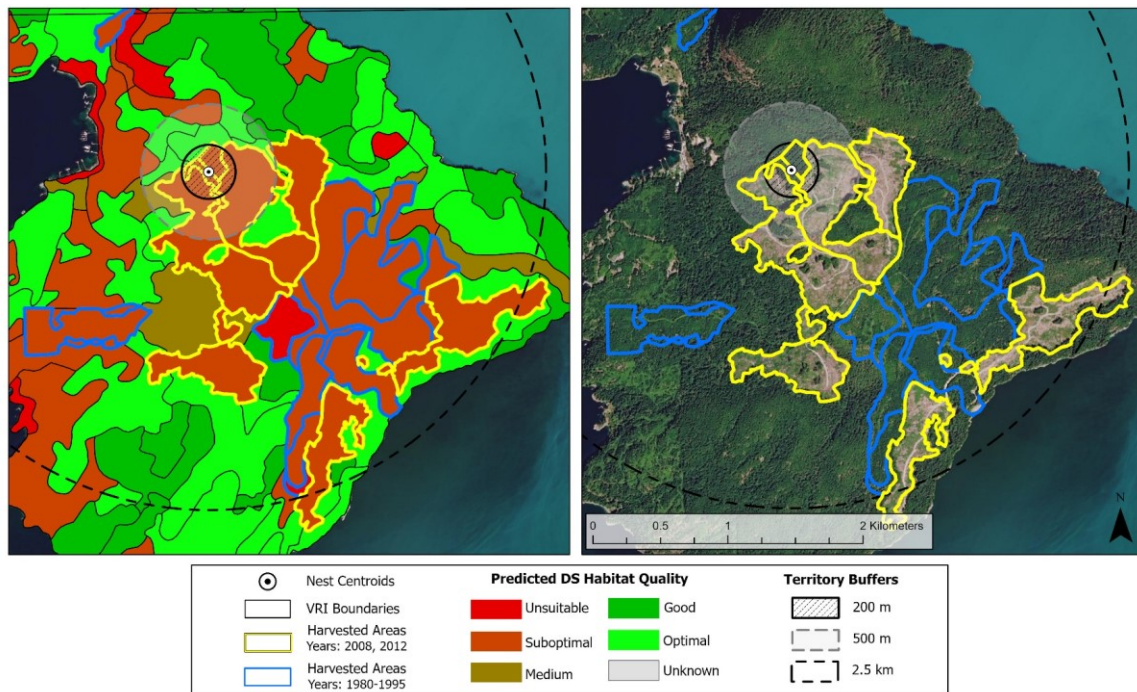 N
0 0.5 1 2 Kilometers
Nest Centroids
VRI Boundaries
Harvested Areas
Years: 2008, 2012
Harvested Areas
Years: 1980-1995
Predicted DS Habitat Quality
Unsuitable
Suboptimal
Medium
Good
Optimal
Unknown
Territory Buffers
200 m
500 m
2.5 km